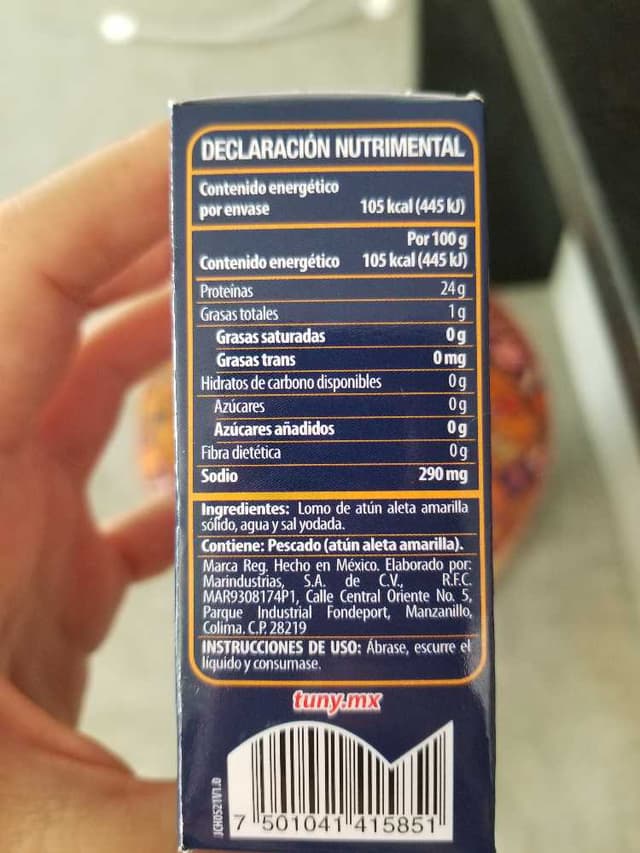 DECLARACIÓN NUTRIMENTAL
Contenido energético
por envase 105 kcal (445 kJ)
Por 100 g
Contenido energético 105 kcal (445 kJ)
Proteínas 24 g
Grasas totales 1 g
Grasas saturadas 0 g
Grasas trans 0 mg
Hidratos de carbono disponibles 0 g
Azúcares 0 g
Azúcares añadidos 0 g
Fibra dietética 0 g
Sodio 290 mg
Ingredientes: Lomo de atún aleta amarilla
sólido, agua y sal yodada.
Contiene: Pescado (atún aleta amarilla).
Marca Reg. Hecho en México. Elaborado por:
Marindustrias, S.A. de C.V., R.F.C.
MAR9308174P1, Calle Central Oriente No. 5,
Parque Industrial Fondeport, Manzanillo,
Colima. C.P. 28219
INSTRUCCIONES DE USO: Ábrase, escurre el
líquido y consumase.
tuny.mx
7 501041 415851